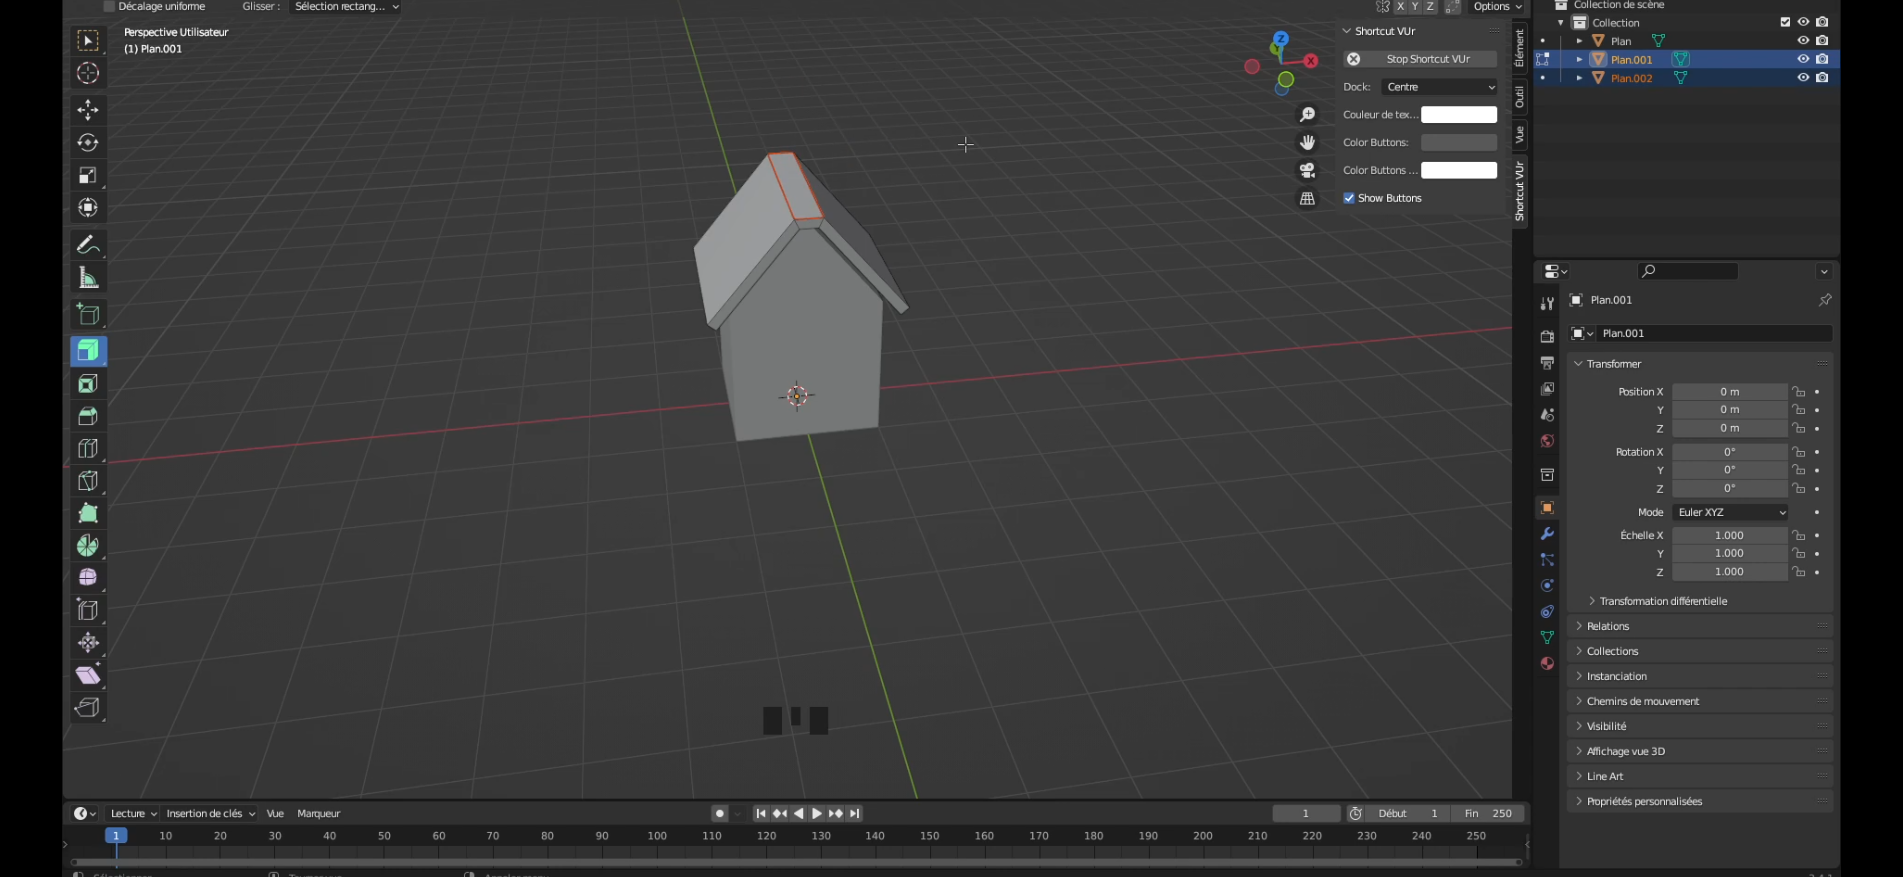 Décalage uniforme Glisser : Sélection rectang...
X Y Z Options
Perspective Utilisateur
(1) Plan.001
Z
X
Shortcut VUr
Stop Shortcut VUr
Dock: Centre
Couleur de tex...
Color Buttons:
Color Buttons ...
Show Buttons
Élément
Outil
Vue
Shortcut VUr
Collection de scène
Collection
Plan
Plan.001
Plan.002
Plan.001
Plan.001
Transformer
Position X 0 m
Y 0 m
Z 0 m
Rotation X 0°
Y 0°
Z 0°
Mode Euler XYZ
Échelle X 1.000
Y 1.000
Z 1.000
Transformation différentielle
Relations
Collections
Instanciation
Chemins de mouvement
Visibilité
Affichage vue 3D
Line Art
Propriétés personnalisées
Lecture Insertion de clés Vue Marqueur
1 Début 1 Fin 250
1 10 20 30 40 50 60 70 80 90 100 110 120 130 140 150 160 170 180 190 200 210 220 230 240 250